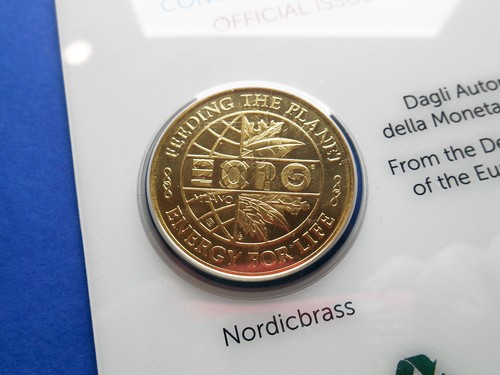 OFFICIAL ISSUE
FEEDING THE PLANET
EXPO
MILANO
ENERGY FOR LIFE
Dagli Autor
della Moneta
From the De
of the Eu
Nordicbrass